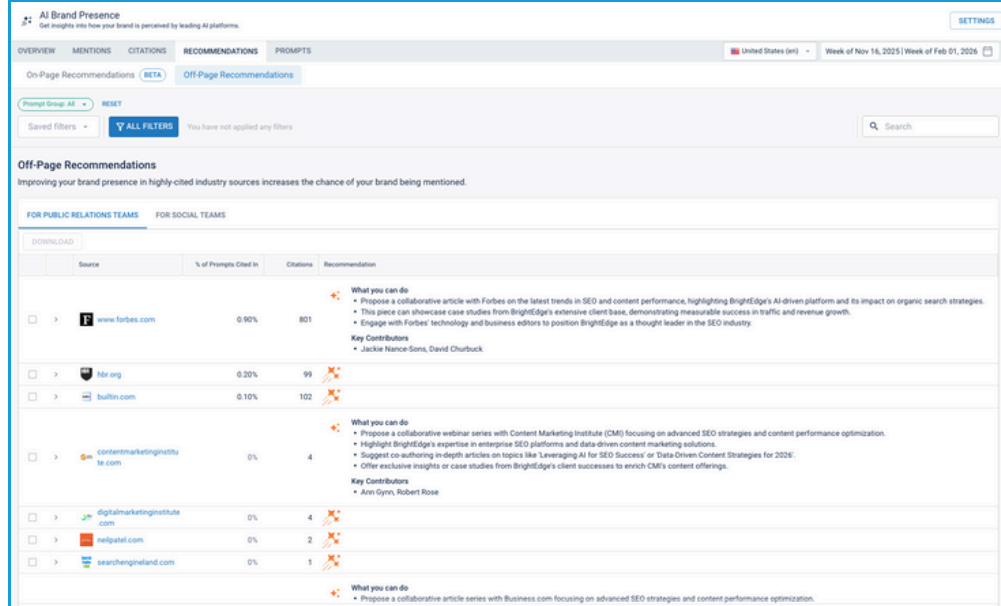 AI Brand Presence
Get insights into how your brand is perceived by leading AI platforms.
SETTINGS
OVERVIEW MENTIONS CITATIONS RECOMMENDATIONS PROMPTS
United States (en)
Week of Nov 16, 2025 | Week of Feb 01, 2026
On-Page Recommendations BETA Off-Page Recommendations
Prompt Group: All RESET
Saved filters ALL FILTERS You have not applied any filters
Search
Off-Page Recommendations
Improving your brand presence in highly-cited industry sources increases the chance of your brand being mentioned.
FOR PUBLIC RELATIONS TEAMS FOR SOCIAL TEAMS
DOWNLOAD
Source % of Prompts Cited In Citations Recommendation
www.forbes.com 0.90% 801
What you can do
• Propose a collaborative article with Forbes on the latest trends in SEO and content performance, highlighting BrightEdge's AI-driven platform and its impact on organic search strategies.
• This piece can showcase case studies from BrightEdge's extensive client base, demonstrating measurable success in traffic and revenue growth.
• Engage with Forbes' technology and business editors to position BrightEdge as a thought leader in the SEO industry.
Key Contributors
• Jackie Nance-Sons, David Churbuck
hbr.org 0.20% 99
builtin.com 0.10% 102
contentmarketinginstitu
te.com 0% 4
What you can do
• Propose a collaborative webinar series with Content Marketing Institute (CMI) focusing on advanced SEO strategies and content performance optimization.
• Highlight BrightEdge's expertise in enterprise SEO platforms and data-driven content marketing solutions.
• Suggest co-authoring in-depth articles on topics like 'Leveraging AI for SEO Success' or 'Data-Driven Content Strategies for 2026'.
• Offer exclusive insights or case studies from BrightEdge's client successes to enrich CMI's content offerings.
Key Contributors
• Ann Gynn, Robert Rose
digitalmarketinginstitute
.com 0% 4
neilpatel.com 0% 2
searchengineland.com 0% 1
What you can do
• Propose a collaborative article series with Business.com focusing on advanced SEO strategies and content performance optimization.